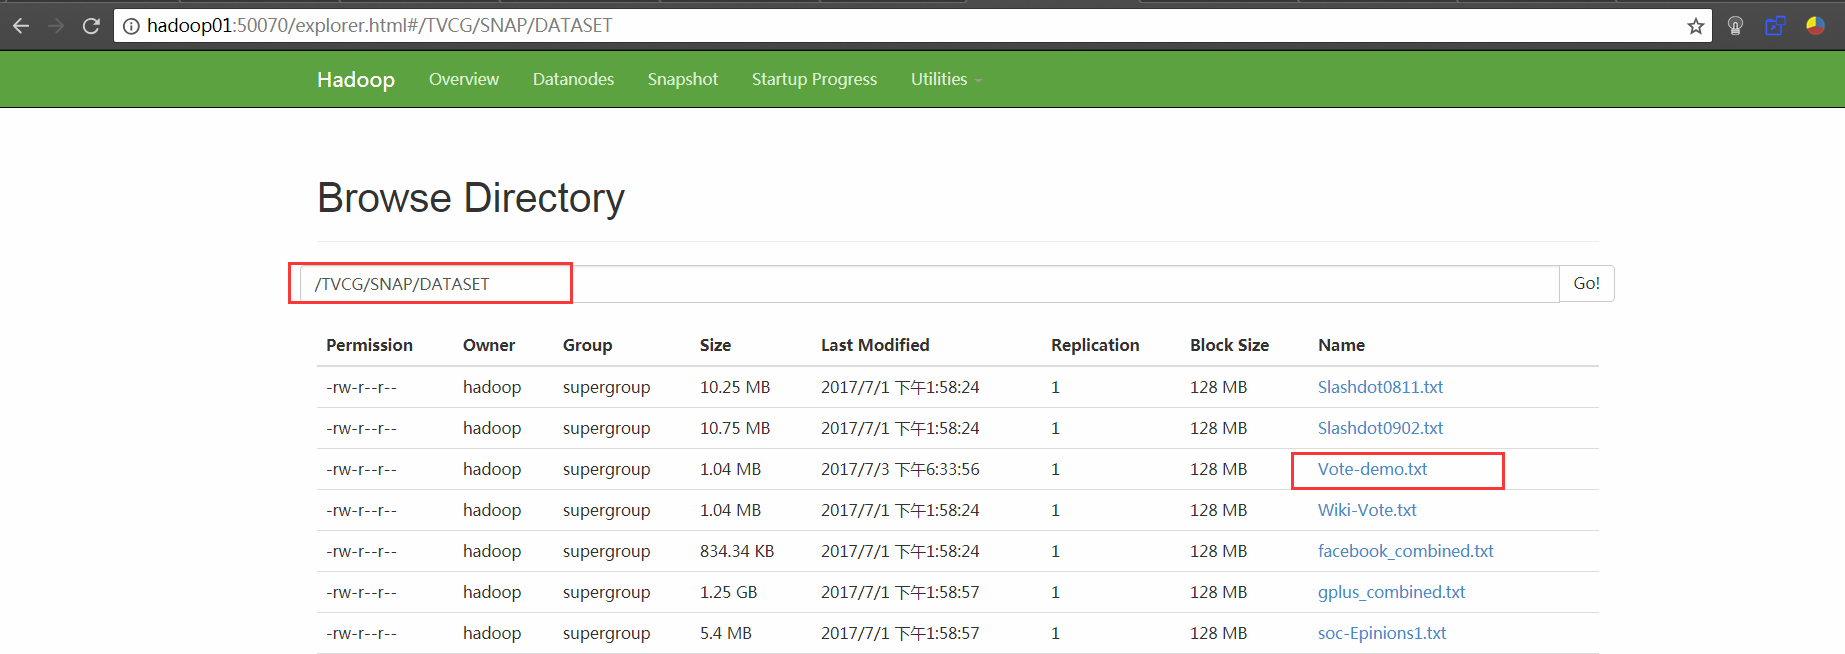 hadoop01:50070/explorer.html#/TVCG/SNAP/DATASET
Hadoop Overview Datanodes Snapshot Startup Progress Utilities
Browse Directory
/TVCG/SNAP/DATASET Go!
Permission Owner Group Size Last Modified Replication Block Size Name
-rw-r--r-- hadoop supergroup 10.25 MB 2017/7/1 下午1:58:24 1 128 MB Slashdot0811.txt
-rw-r--r-- hadoop supergroup 10.75 MB 2017/7/1 下午1:58:24 1 128 MB Slashdot0902.txt
-rw-r--r-- hadoop supergroup 1.04 MB 2017/7/3 下午6:33:56 1 128 MB Vote-demo.txt
-rw-r--r-- hadoop supergroup 1.04 MB 2017/7/1 下午1:58:24 1 128 MB Wiki-Vote.txt
-rw-r--r-- hadoop supergroup 834.34 KB 2017/7/1 下午1:58:24 1 128 MB facebook_combined.txt
-rw-r--r-- hadoop supergroup 1.25 GB 2017/7/1 下午1:58:57 1 128 MB gplus_combined.txt
-rw-r--r-- hadoop supergroup 5.4 MB 2017/7/1 下午1:58:57 1 128 MB soc-Epinions1.txt